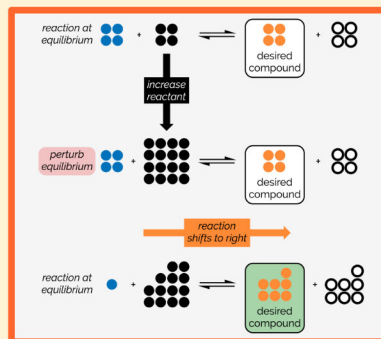 reaction at
equilibrium
+
+
desired
compound
increase
reactant
perturb
equilibrium
+
+
desired
compound
reaction
shifts to right
reaction at
equilibrium
+
+
desired
compound